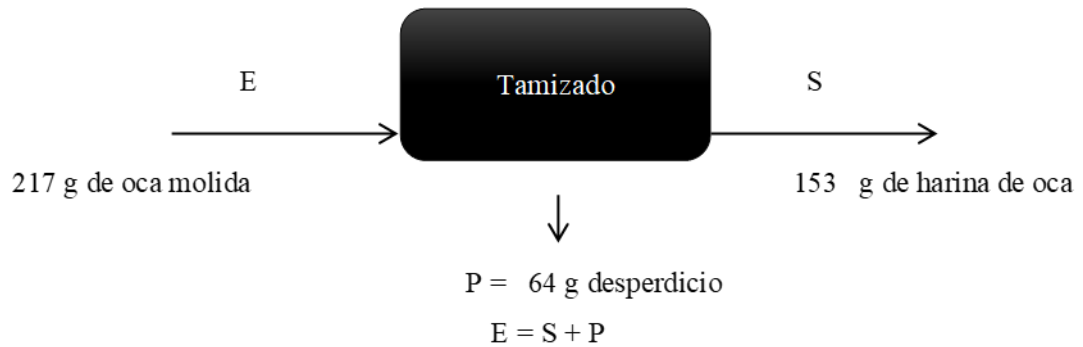 E
Tamizado
S
217 g de oca molida
153 g de harina de oca
P = 64 g desperdicio
E = S + P